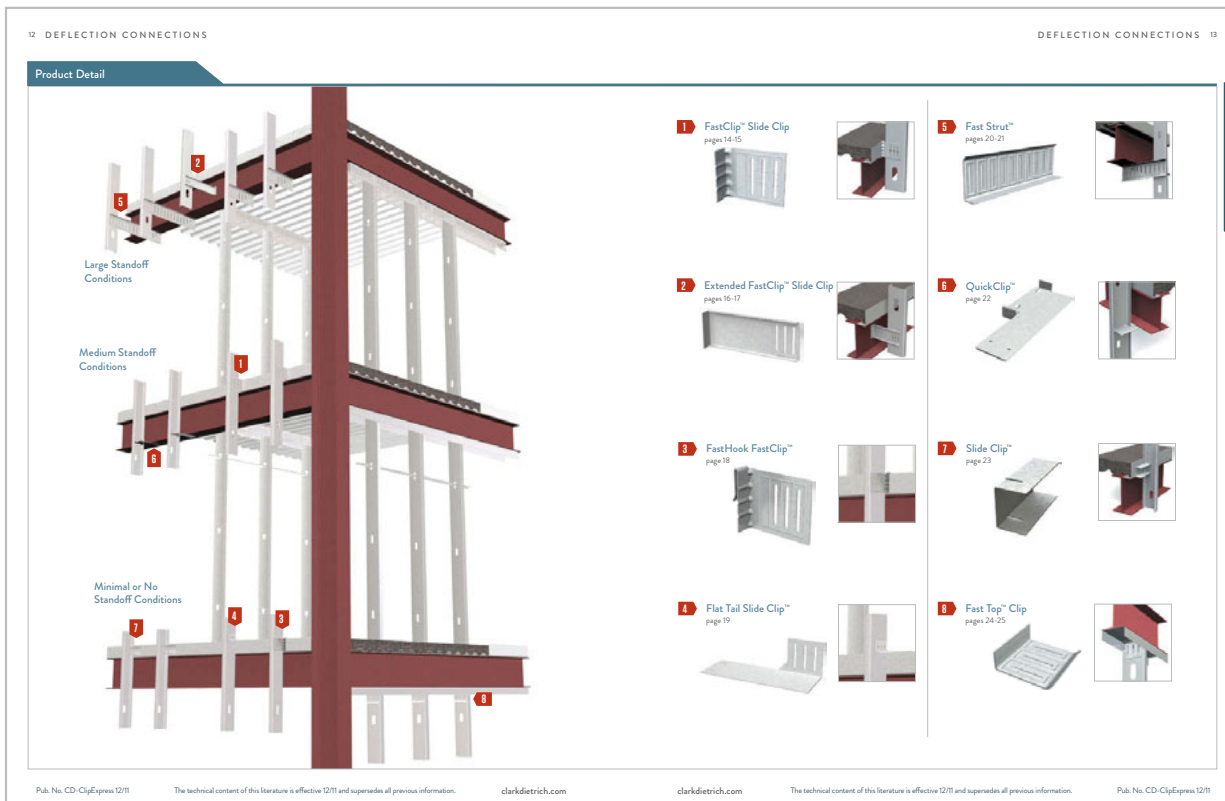 12 DEFLECTION CONNECTIONS
DEFLECTION CONNECTIONS 13
Product Detail
2
5
Large Standoff
Conditions
Medium Standoff
Conditions
1
6
Minimal or No
Standoff Conditions
7
4
3
8
1 FastClip™ Slide Clip
pages 14-15
2 Extended FastClip™ Slide Clip
pages 16-17
3 FastHook FastClip™
page 18
4 Flat Tail Slide Clip™
page 19
5 Fast Strut™
pages 20-21
6 QuickClip™
page 22
7 Slide Clip™
page 23
8 Fast Top™ Clip
pages 24-25
Pub. No. CD-ClipExpress 12/11 The technical content of this literature is effective 12/11 and supersedes all previous information. clarkdietrich.com
clarkdietrich.com The technical content of this literature is effective 12/11 and supersedes all previous information. Pub. No. CD-ClipExpress 12/11